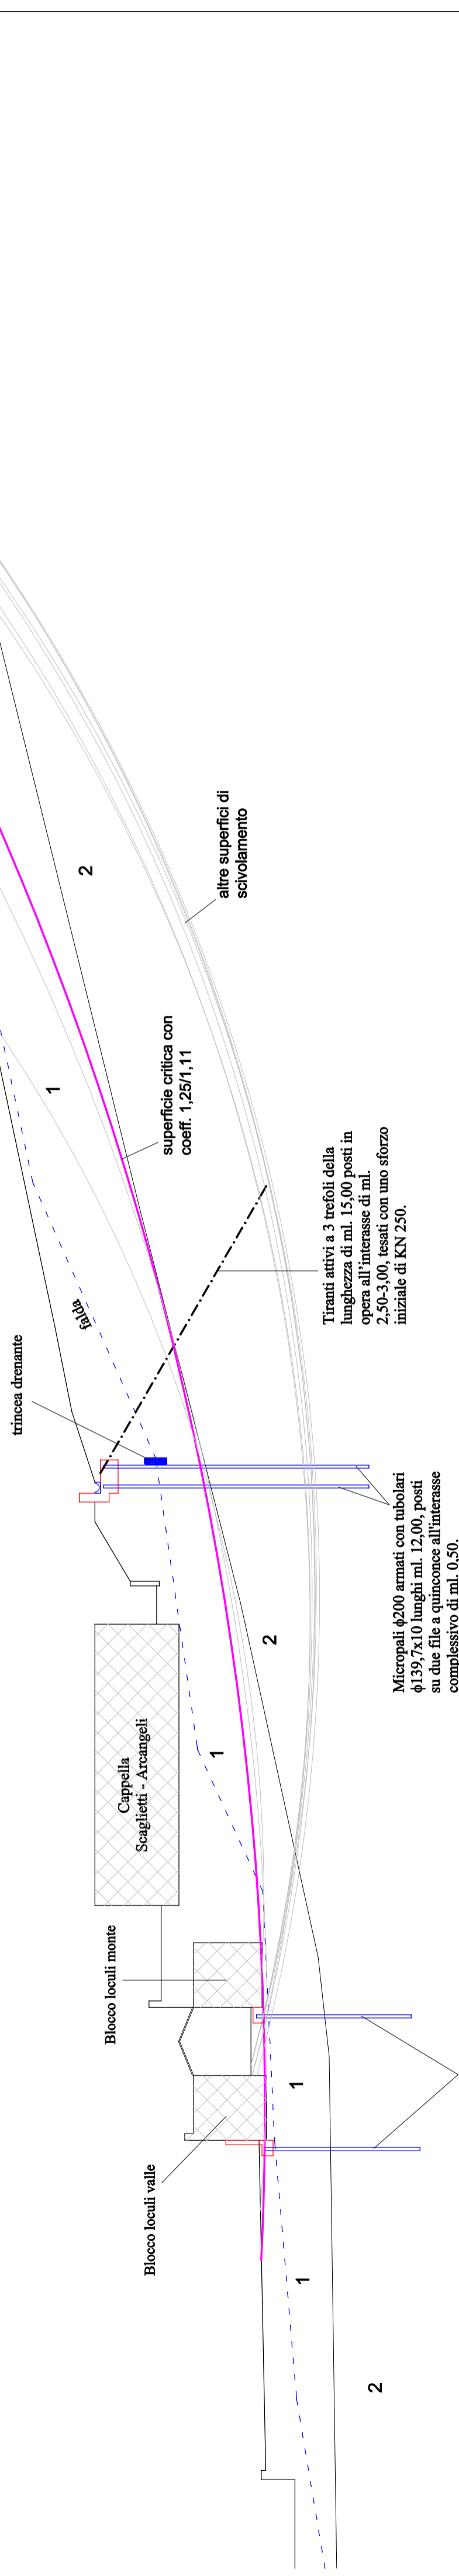 Blocco loculi valle
Blocco loculi monte
Cappella
Scaglietti - Arcangeli
trincea drenante
falda
superficie critica con
coeff. 1,25/1,11
altre superfici di
scivolamento
Tiranti attivi a 3 trefoli della
lunghezza di ml. 15,00 posti in
opera all'interasse di ml.
2,50-3,00, tesati con uno sforzo
iniziale di KN 250.
Micropali ϕ200 armati con tubolari
ϕ139,7x10 lunghi ml. 12,00, posti
su due file a quinconce all'interasse
complessivo di ml. 0,50.
1
1
1
1
2
2
2